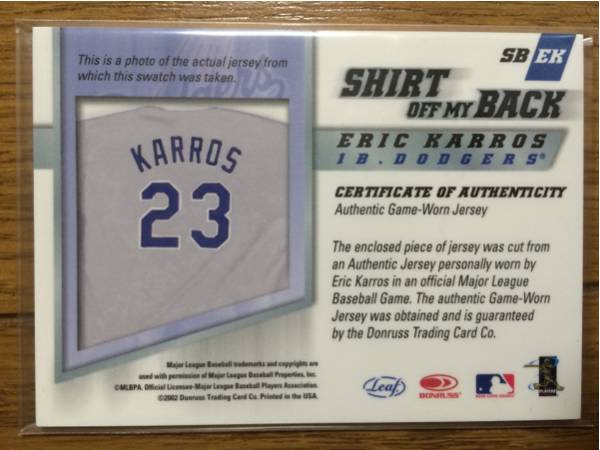 This is a photo of the actual jersey from
which this swatch was taken.
KARROS
23
SB EK
SHIRT
OFF MY BACK
ERIC KARROS
1B. DODGERS®
CERTIFICATE OF AUTHENTICITY
Authentic Game-Worn Jersey
The enclosed piece of jersey was cut from
an Authentic Jersey personally worn by
Eric Karros in an official Major League
Baseball Game. The authentic Game-Worn
Jersey was obtained and is guaranteed
by the Donruss Trading Card Co.
Major League Baseball trademarks and copyrights are
used with permission of Major League Baseball Properties, Inc.
©MLBPA, Official Licensee-Major League Baseball Players Association.
©2002 Donruss Trading Card Co. Printed in the USA.
Leaf
DONRUSS